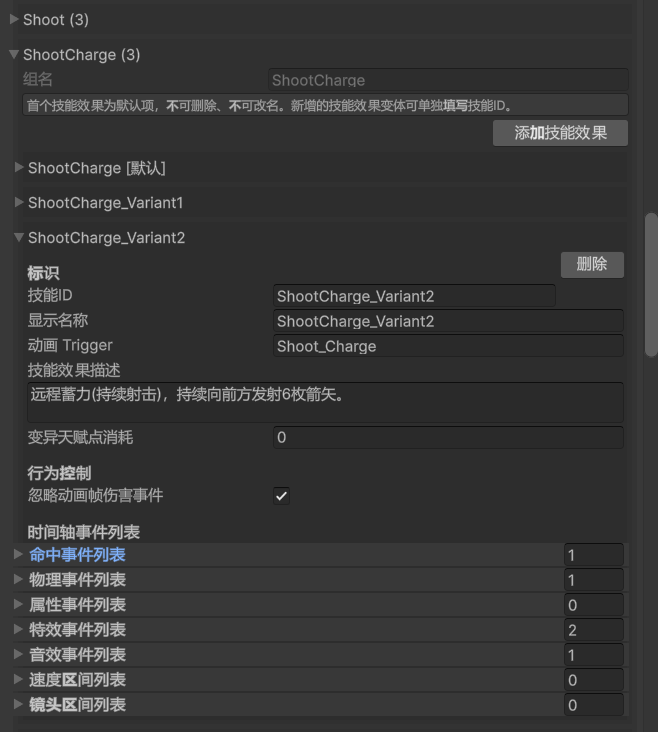 Shoot (3)
ShootCharge (3)
组名 ShootCharge
首个技能效果为默认项，不可删除、不可改名。新增的技能效果变体可单独填写技能ID。
添加技能效果
ShootCharge [默认]
ShootCharge_Variant1
ShootCharge_Variant2
删除
标识
技能ID ShootCharge_Variant2
显示名称 ShootCharge_Variant2
动画 Trigger Shoot_Charge
技能效果描述
远程蓄力(持续射击)，持续向前方发射6枚箭矢。
变异天赋点消耗 0
行为控制
忽略动画帧伤害事件
时间轴事件列表
命中事件列表 1
物理事件列表 1
属性事件列表 0
特效事件列表 2
音效事件列表 1
速度区间列表 0
镜头区间列表 0